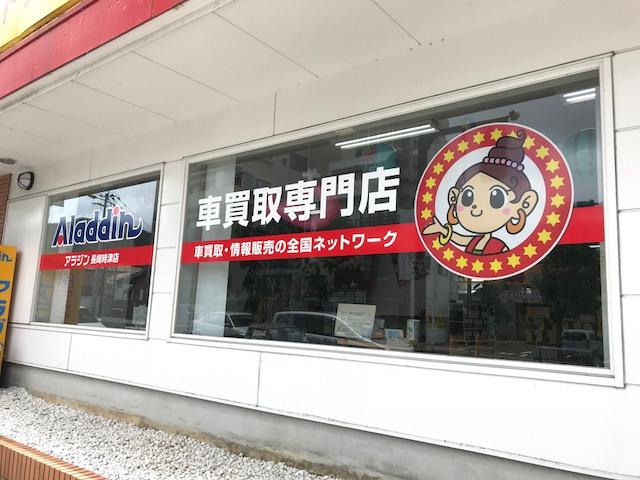 Aladdin
アラジン 長崎時津店
車買取専門店
車買取・情報販売の全国ネットワーク